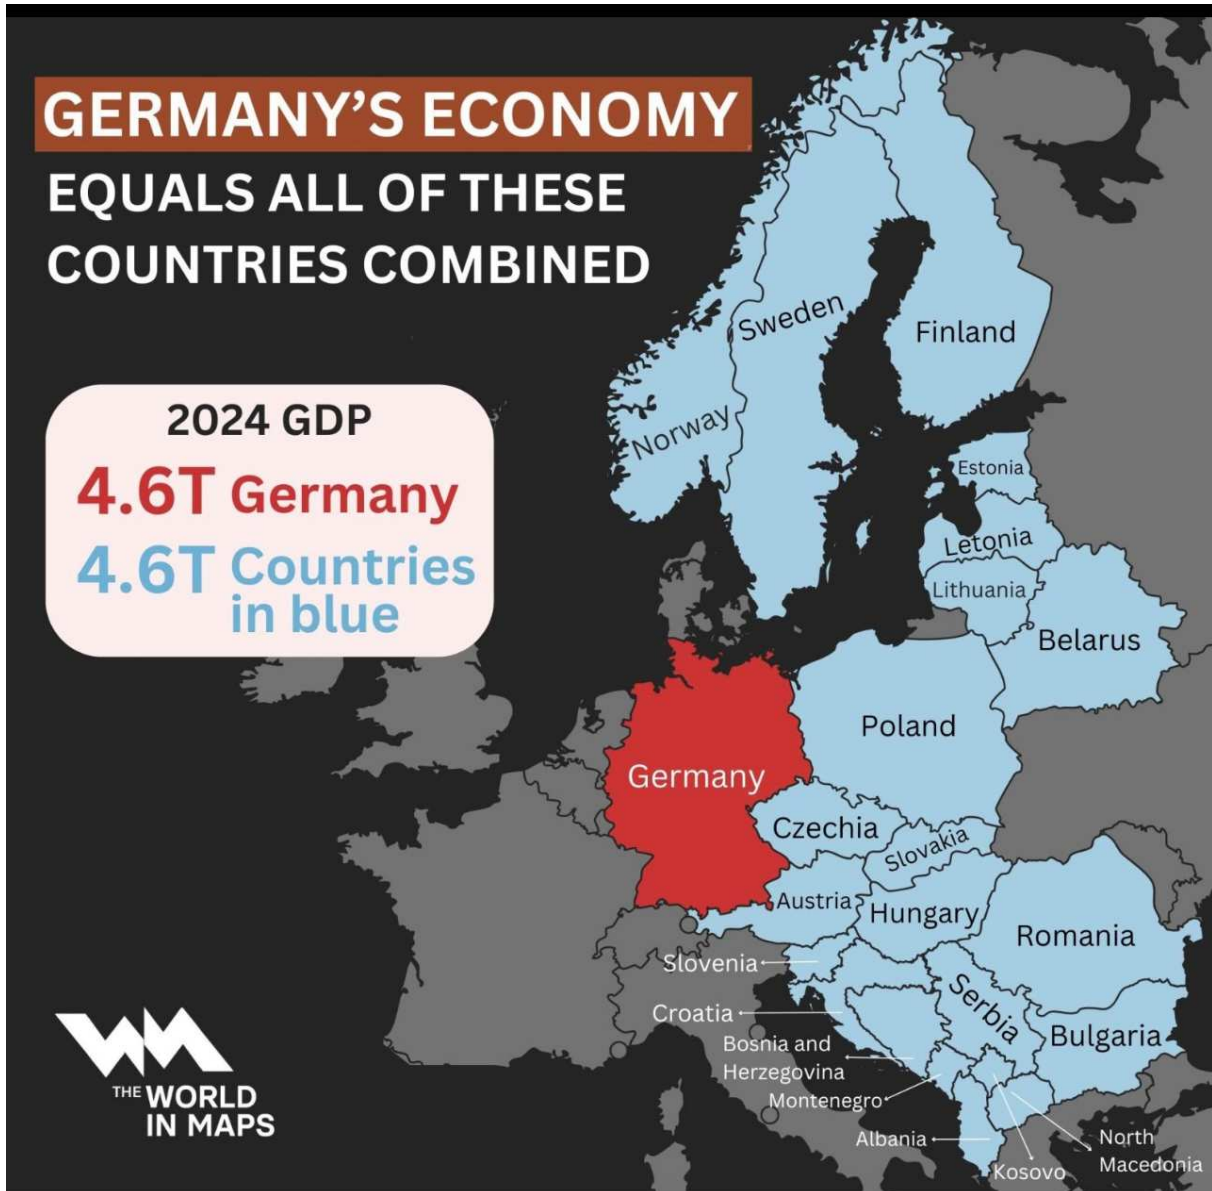 GERMANY'S ECONOMY
EQUALS ALL OF THESE
COUNTRIES COMBINED
2024 GDP
4.6T Germany
4.6T Countries
in blue
Sweden
Finland
Norway
Estonia
Letonia
Lithuania
Belarus
Poland
Germany
Czechia
Slovakia
Austria
Hungary
Romania
Slovenia
Serbia
Croatia
Bulgaria
Bosnia and
Herzegovina
Montenegro
Albania
North
Macedonia
Kosovo
WM
THE WORLD
IN MAPS